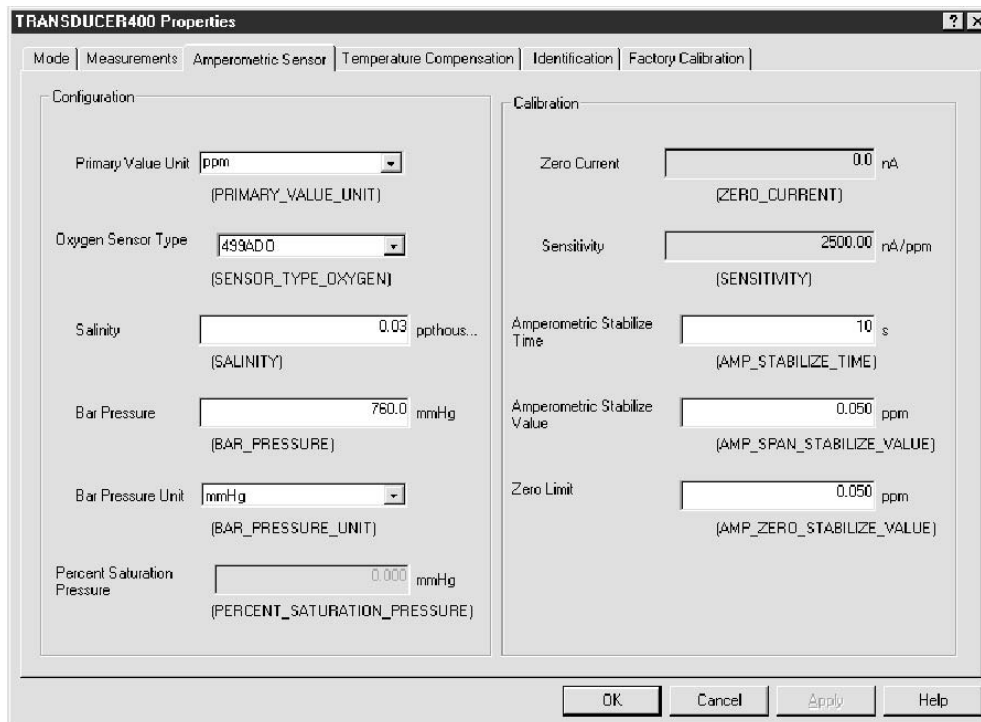 TRANSDUCER400 Properties
Mode Measurements Amperometric Sensor Temperature Compensation Identification Factory Calibration
Configuration
Primary Value Unit ppm
(PRIMARY_VALUE_UNIT)
Oxygen Sensor Type 499ADO
(SENSOR_TYPE_OXYGEN)
Salinity 0.03 ppthous...
(SALINITY)
Bar Pressure 760.0 mmHg
(BAR_PRESSURE)
Bar Pressure Unit mmHg
(BAR_PRESSURE_UNIT)
Percent Saturation
Pressure 0.000 mmHg
(PERCENT_SATURATION_PRESSURE)
Calibration
Zero Current 0.0 nA
(ZERO_CURRENT)
Sensitivity 2500.00 nA/ppm
(SENSITIVITY)
Amperometric Stabilize
Time 10 s
(AMP_STABILIZE_TIME)
Amperometric Stabilize
Value 0.050 ppm
(AMP_SPAN_STABILIZE_VALUE)
Zero Limit 0.050 ppm
(AMP_ZERO_STABILIZE_VALUE)
OK Cancel Apply Help